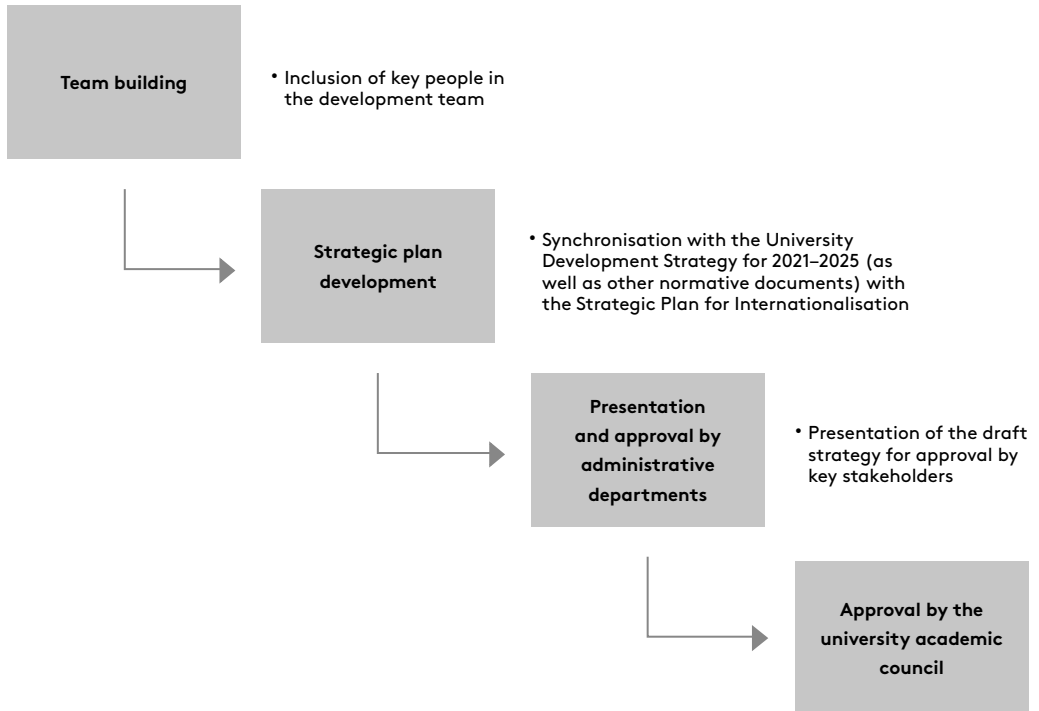 Team building
• Inclusion of key people in
the development team
Strategic plan
development
• Synchronisation with the University
Development Strategy for 2021–2025 (as
well as other normative documents) with
the Strategic Plan for Internationalisation
Presentation
and approval by
administrative
departments
• Presentation of the draft
strategy for approval by
key stakeholders
Approval by the
university academic
council